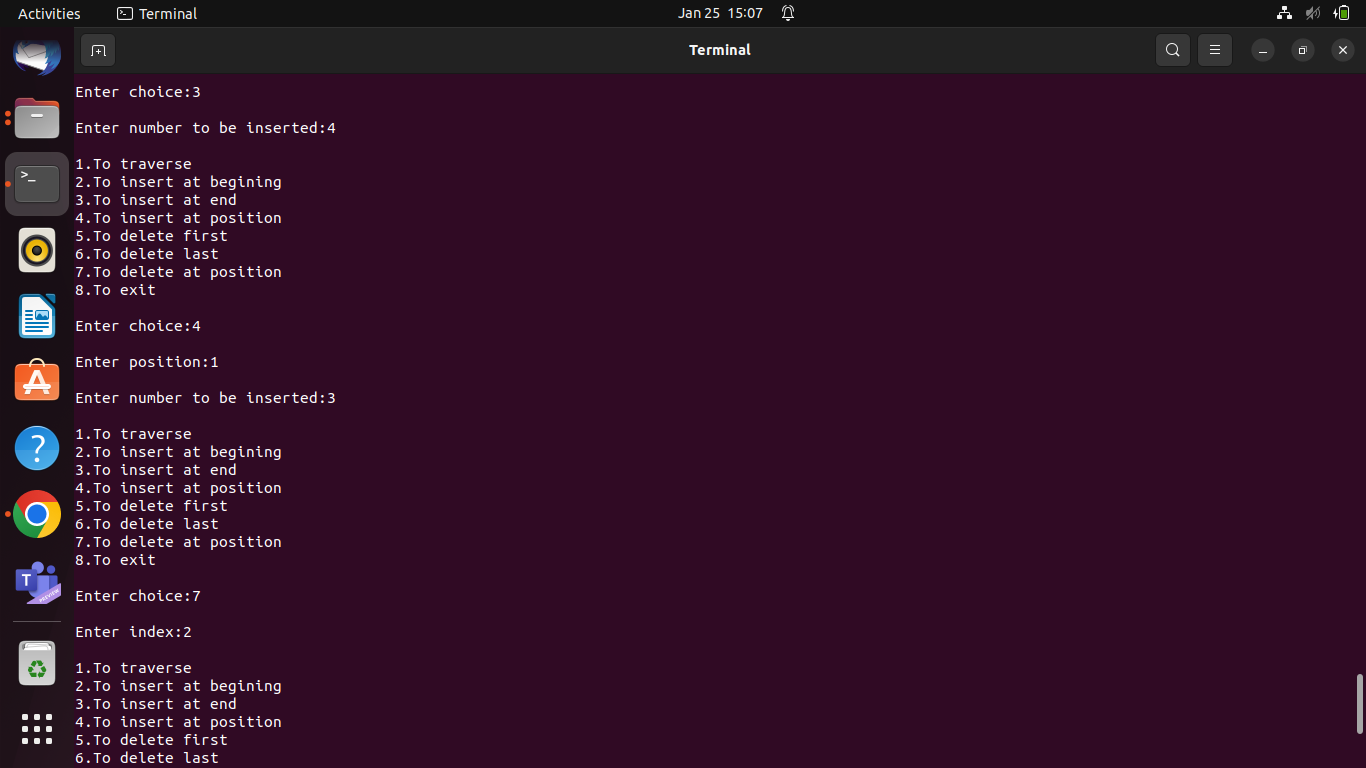 Activities
Terminal
Jan 25 15:07
Terminal
Enter choice:3
Enter number to be inserted:4
1.To traverse
2.To insert at begining
3.To insert at end
4.To insert at position
5.To delete first
6.To delete last
7.To delete at position
8.To exit
Enter choice:4
Enter position:1
Enter number to be inserted:3
1.To traverse
2.To insert at begining
3.To insert at end
4.To insert at position
5.To delete first
6.To delete last
7.To delete at position
8.To exit
Enter choice:7
Enter index:2
1.To traverse
2.To insert at begining
3.To insert at end
4.To insert at position
5.To delete first
6.To delete last
>_
?
T
PREVIEW